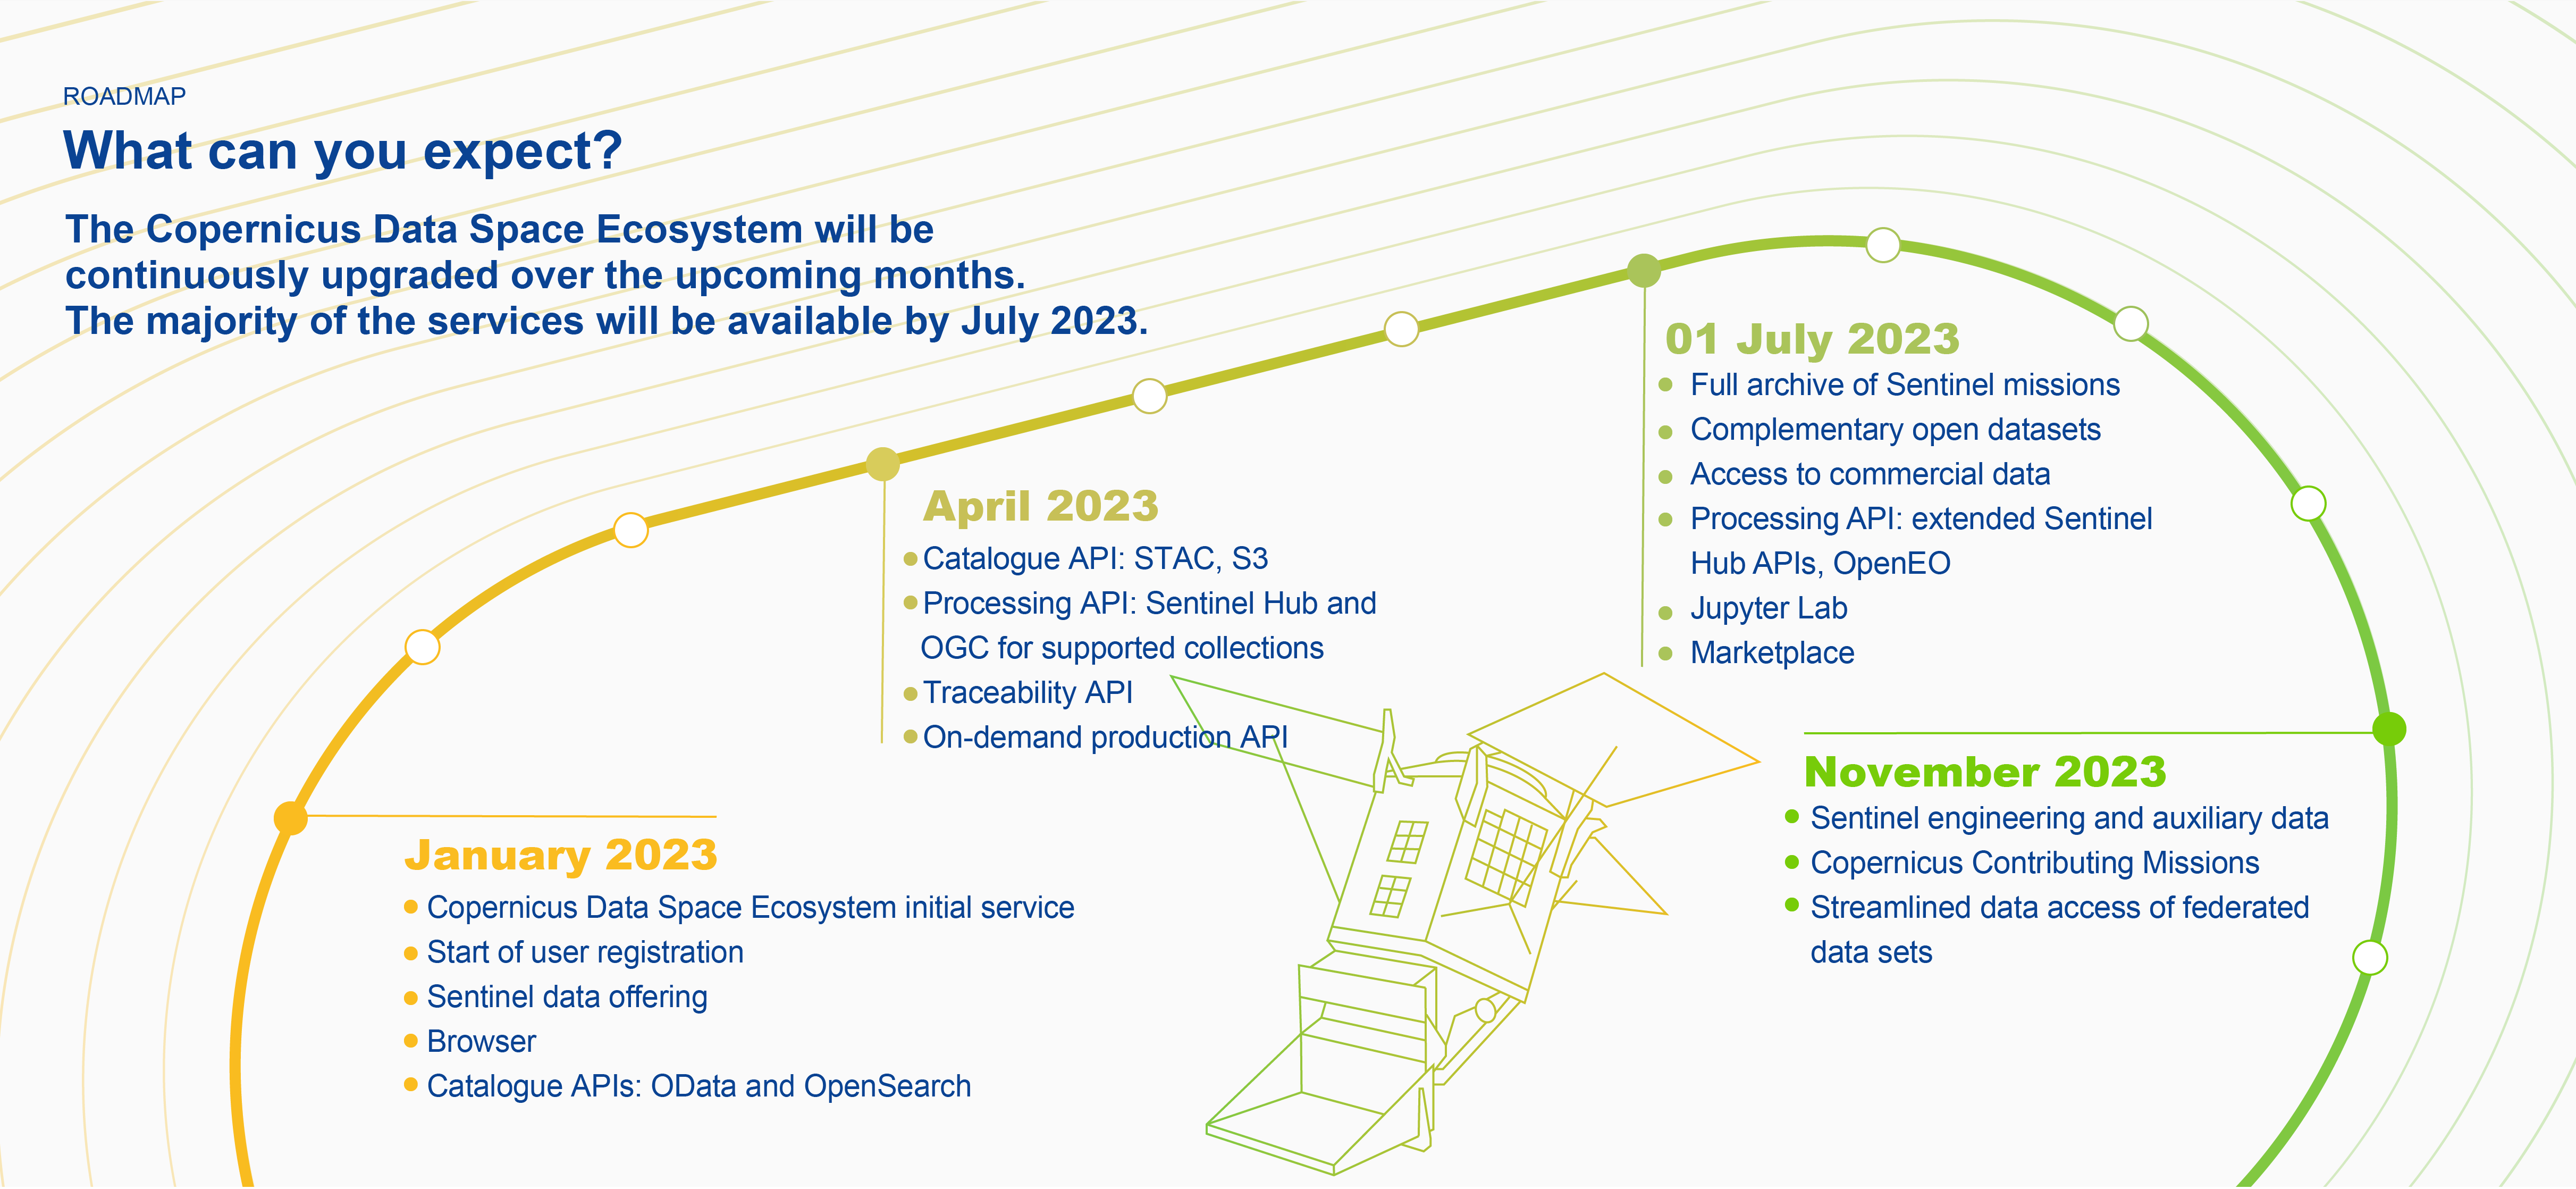 ROADMAP
What can you expect?
The Copernicus Data Space Ecosystem will be
continuously upgraded over the upcoming months.
The majority of the services will be available by July 2023.
January 2023
Copernicus Data Space Ecosystem initial service
Start of user registration
Sentinel data offering
Browser
Catalogue APIs: OData and OpenSearch
April 2023
Catalogue API: STAC, S3
Processing API: Sentinel Hub and
OGC for supported collections
Traceability API
On-demand production API
01 July 2023
Full archive of Sentinel missions
Complementary open datasets
Access to commercial data
Processing API: extended Sentinel
Hub APIs, OpenEO
Jupyter Lab
Marketplace
November 2023
Sentinel engineering and auxiliary data
Copernicus Contributing Missions
Streamlined data access of federated
data sets